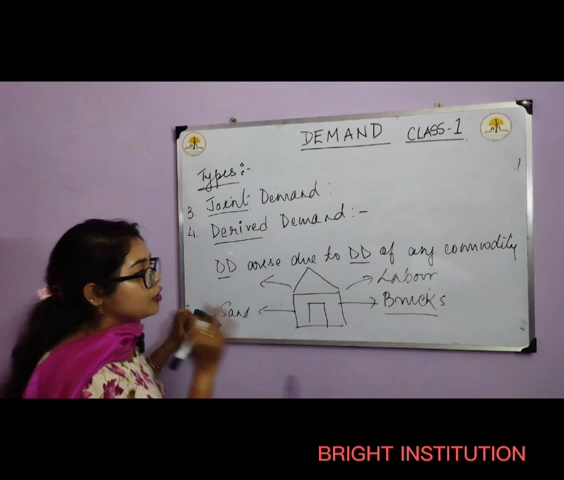 DEMAND CLASS-1
Types:-
3. Joint Demand:
4. Derived Demand:-
DD arise due to DD of any commodity
Labour
Sand
Bricks
BRIGHT INSTITUTION